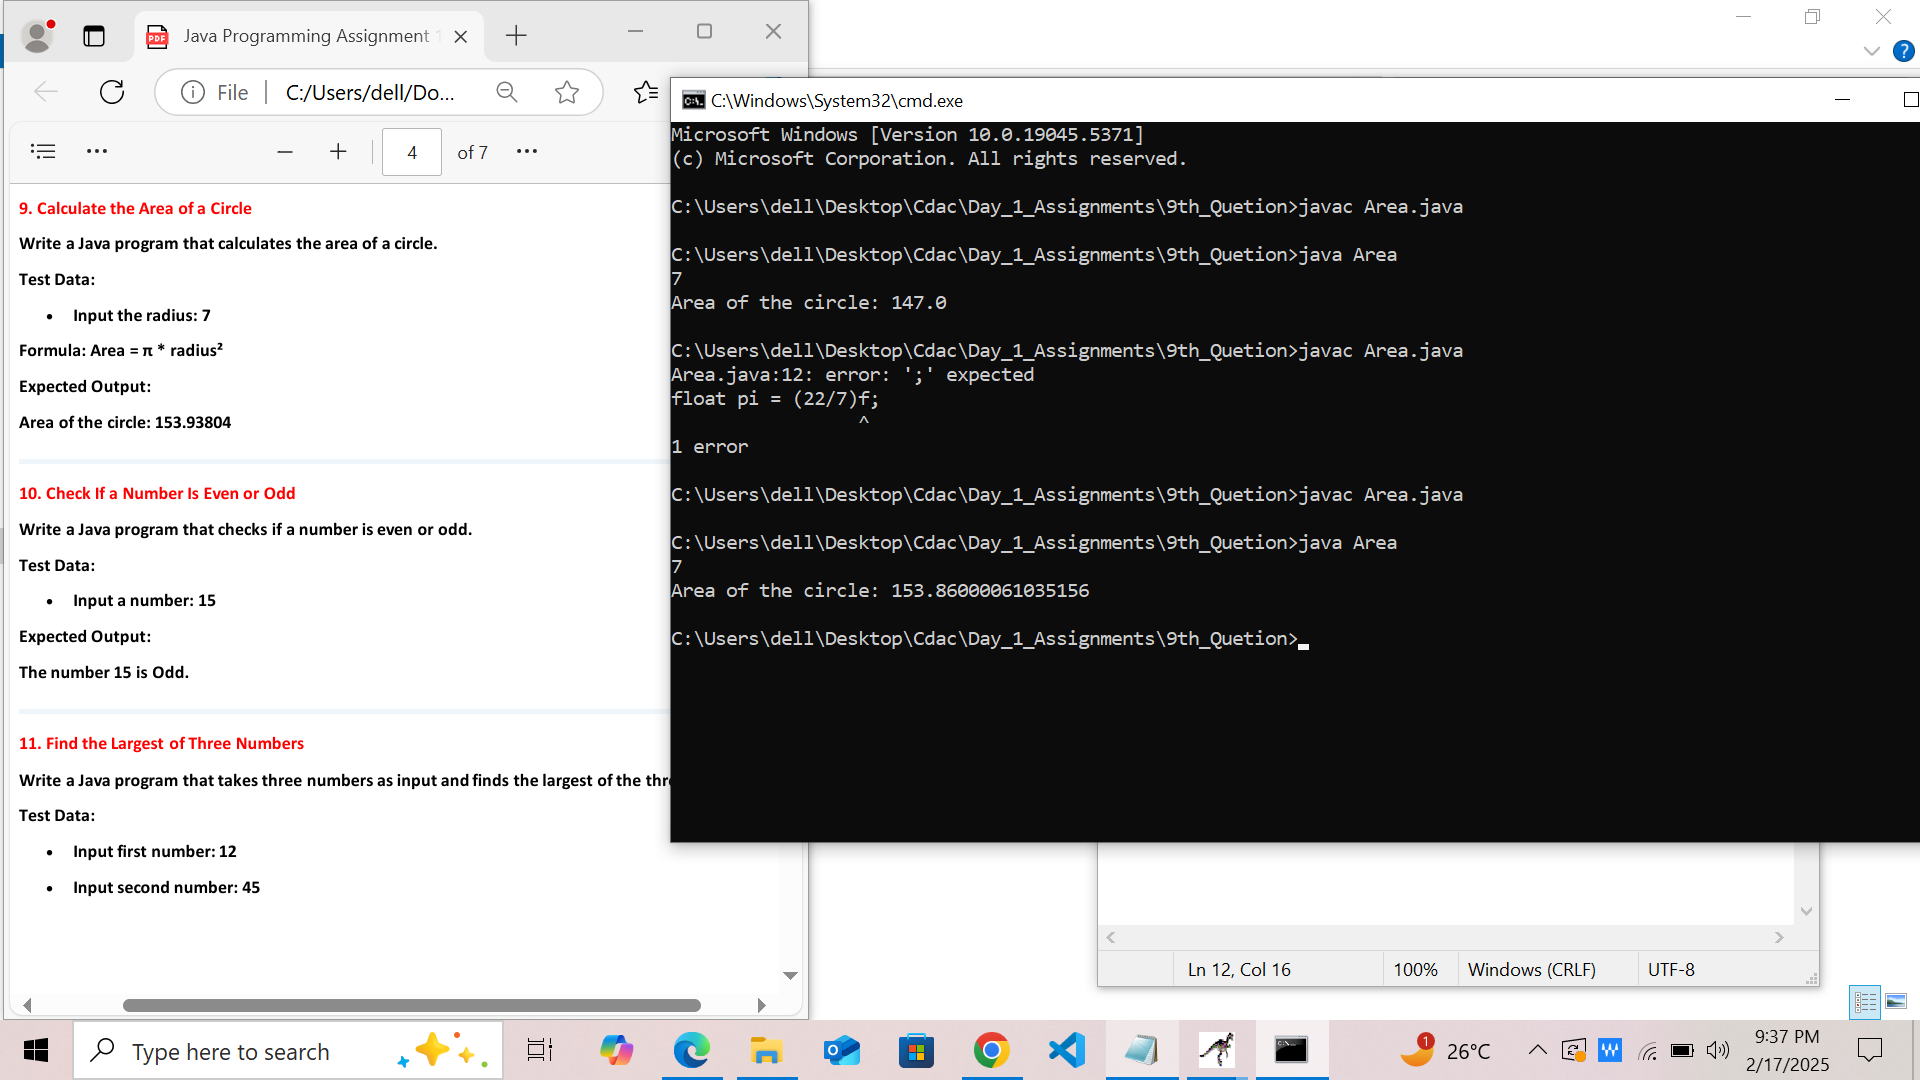 Java Programming Assignment 1
File
C:/Users/dell/Do...
4
of 7
9. Calculate the Area of a Circle
Write a Java program that calculates the area of a circle.
Test Data:
• Input the radius: 7
Formula: Area = π * radius²
Expected Output:
Area of the circle: 153.93804
10. Check If a Number Is Even or Odd
Write a Java program that checks if a number is even or odd.
Test Data:
• Input a number: 15
Expected Output:
The number 15 is Odd.
11. Find the Largest of Three Numbers
Write a Java program that takes three numbers as input and finds the largest of the thr
Test Data:
• Input first number: 12
• Input second number: 45
C:\Windows\System32\cmd.exe
Microsoft Windows [Version 10.0.19045.5371]
(c) Microsoft Corporation. All rights reserved.
C:\Users\dell\Desktop\Cdac\Day_1_Assignments\9th_Quetion>javac Area.java
C:\Users\dell\Desktop\Cdac\Day_1_Assignments\9th_Quetion>java Area
7
Area of the circle: 147.0
C:\Users\dell\Desktop\Cdac\Day_1_Assignments\9th_Quetion>javac Area.java
Area.java:12: error: ';' expected
float pi = (22/7)f;
^
1 error
C:\Users\dell\Desktop\Cdac\Day_1_Assignments\9th_Quetion>javac Area.java
C:\Users\dell\Desktop\Cdac\Day_1_Assignments\9th_Quetion>java Area
7
Area of the circle: 153.86000061035156
C:\Users\dell\Desktop\Cdac\Day_1_Assignments\9th_Quetion>
Ln 12, Col 16
100%
Windows (CRLF)
UTF-8
Type here to search
1
26°C
9:37 PM
2/17/2025